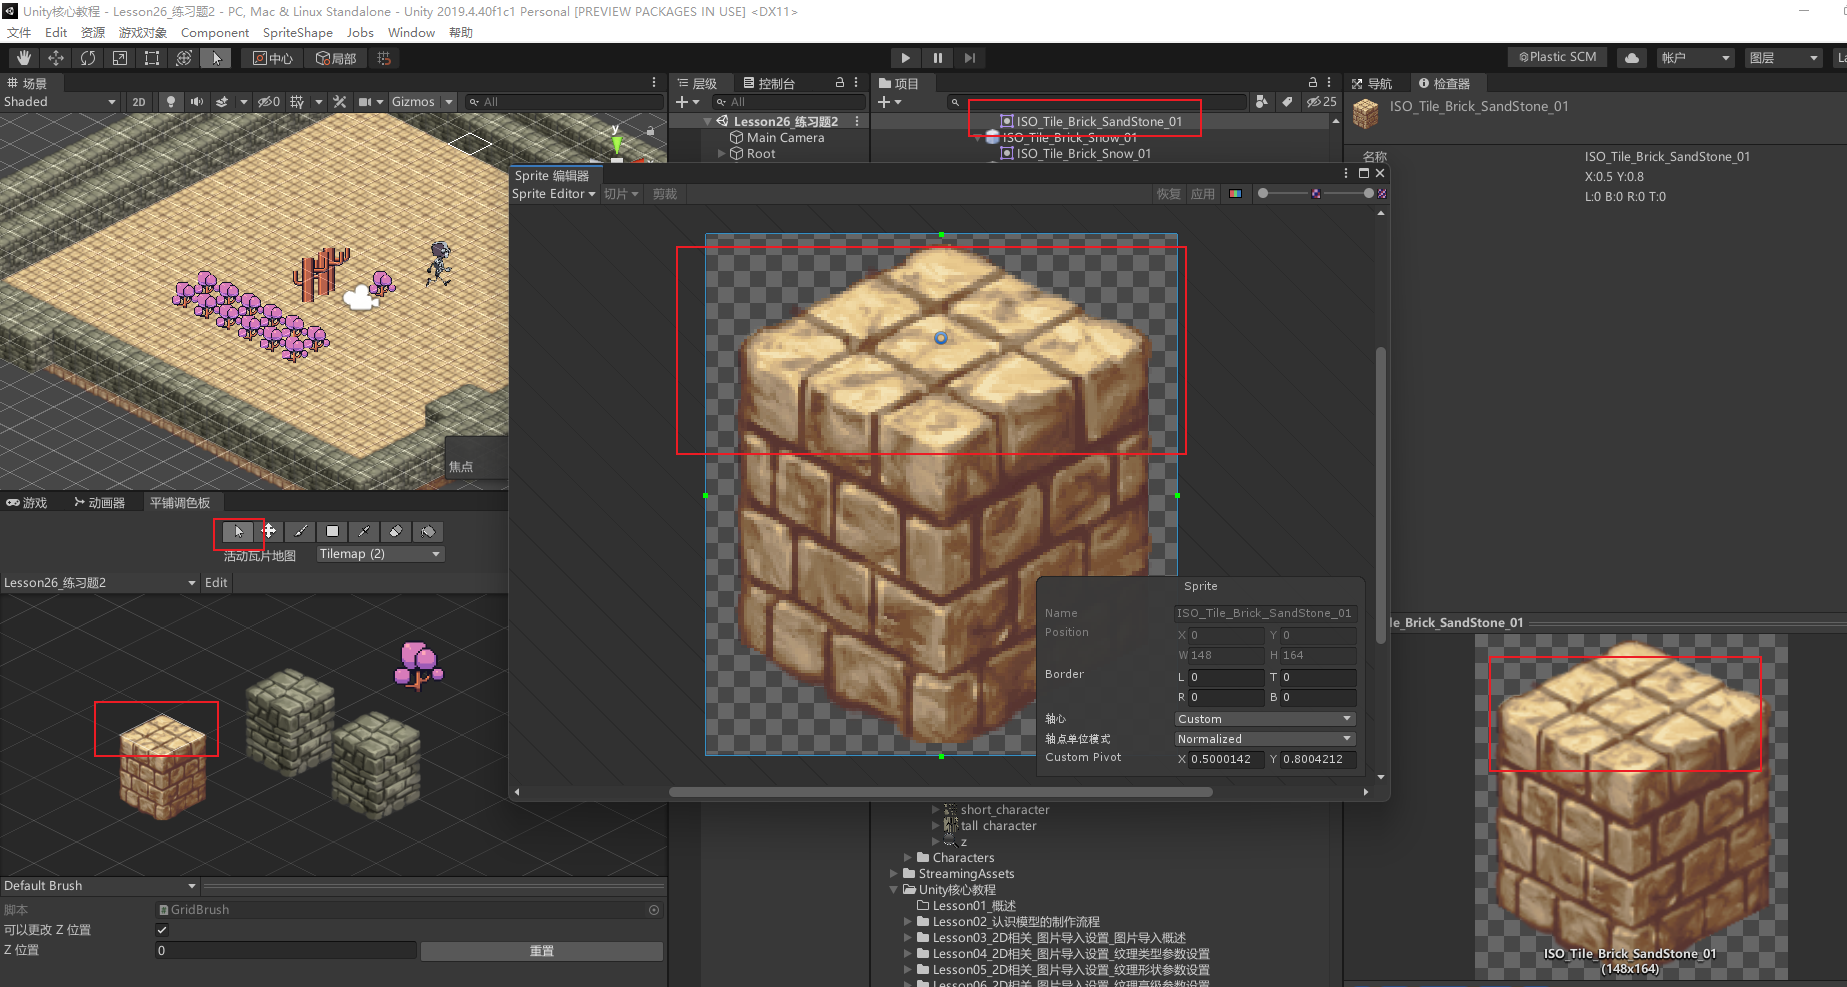 Unity核心教程 - Lesson26_练习题2 - PC, Mac & Linux Standalone - Unity 2019.4.40f1c1 Personal [PREVIEW PACKAGES IN USE] <DX11>
文件 Edit 资源 游戏对象 Component SpriteShape Jobs Window 帮助
中心 局部 Plastic SCM 帐户 图层 La
场景
Shaded 2D 0 Gizmos All
y
焦点
层级 控制台
All
Lesson26_练习题2
Main Camera
Root
项目
25
ISO_Tile_Brick_SandStone_01
ISO_Tile_Brick_Snow_01
ISO_Tile_Brick_Snow_01
导航 检查器
ISO_Tile_Brick_SandStone_01
名称 ISO_Tile_Brick_SandStone_01
X:0.5 Y:0.8
L:0 B:0 R:0 T:0
Sprite 编辑器
Sprite Editor 切片 剪裁 恢复 应用
Sprite
Name ISO_Tile_Brick_SandStone_01
Position X 0 Y 0
W 148 H 164
Border L 0 T 0
R 0 B 0
轴心 Custom
轴点单位模式 Normalized
Custom Pivot X 0.5000142 Y 0.8004212
游戏 动画器 平铺调色板
活动瓦片地图 Tilemap (2)
Lesson26_练习题2 Edit
Default Brush
脚本 GridBrush
可以更改 Z 位置
Z 位置 0 重置
short_character
tall character
z
Characters
StreamingAssets
Unity核心教程
Lesson01_概述
Lesson02_认识模型的制作流程
Lesson03_2D相关_图片导入设置_图片导入概述
Lesson04_2D相关_图片导入设置_纹理类型参数设置
Lesson05_2D相关_图片导入设置_纹理形状参数设置
Lesson06_2D相关_图片导入设置_纹理高级参数设置
le_Brick_SandStone_01
ISO_Tile_Brick_SandStone_01
(148x164)